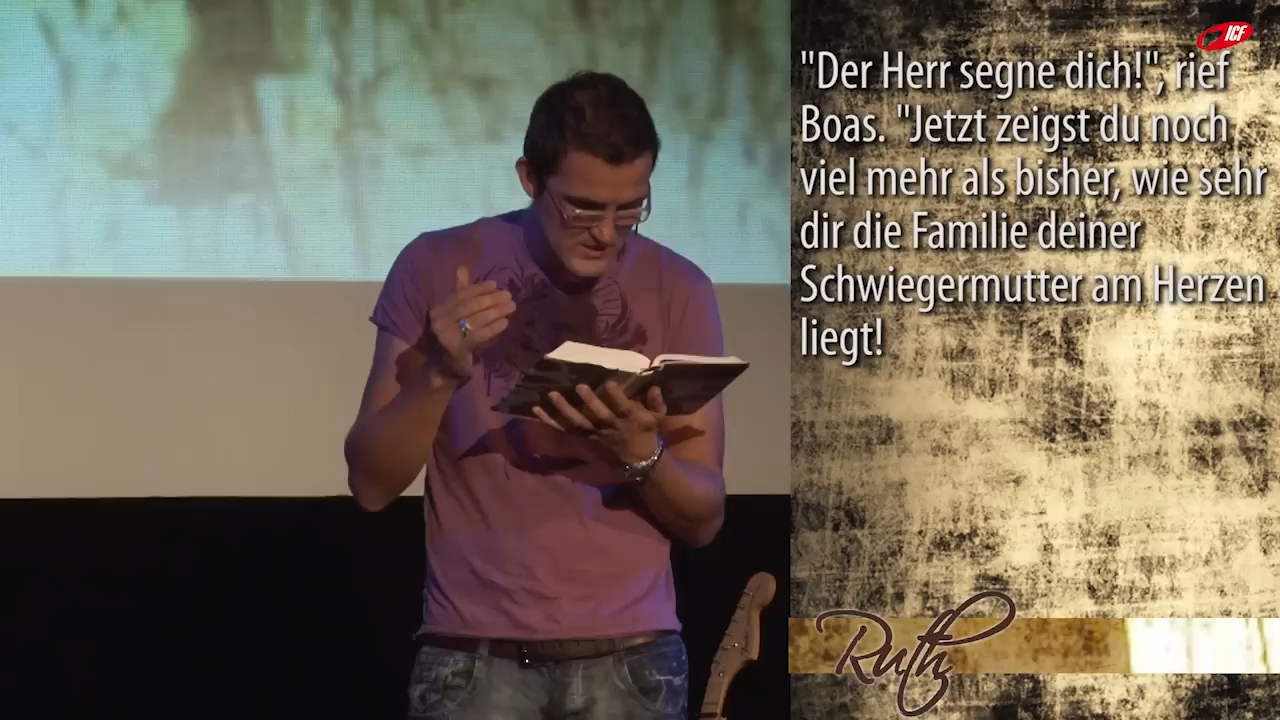 ICF
"Der Herr segne dich!", rief
Boas. "Jetzt zeigst du noch
viel mehr als bisher, wie sehr
dir die Familie deiner
Schwiegermutter am Herzen
liegt!
Ruth